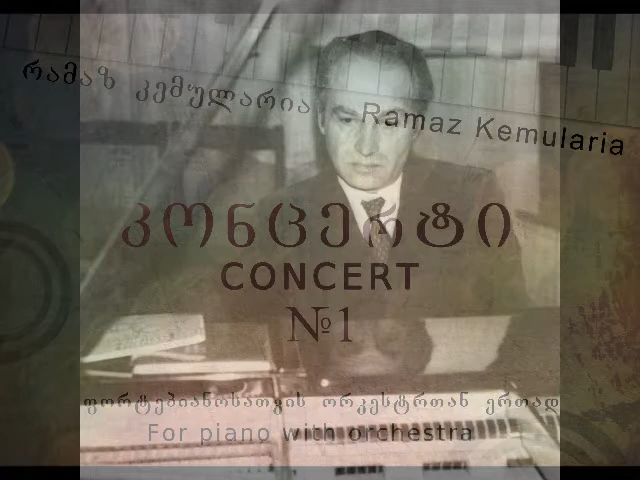 რამაზ კემულარია Ramaz Kemularia
კონცერტი
CONCERT
№1
ფორტეპიანოსათვის ორკესტრთან ერთად
For piano with orchestra